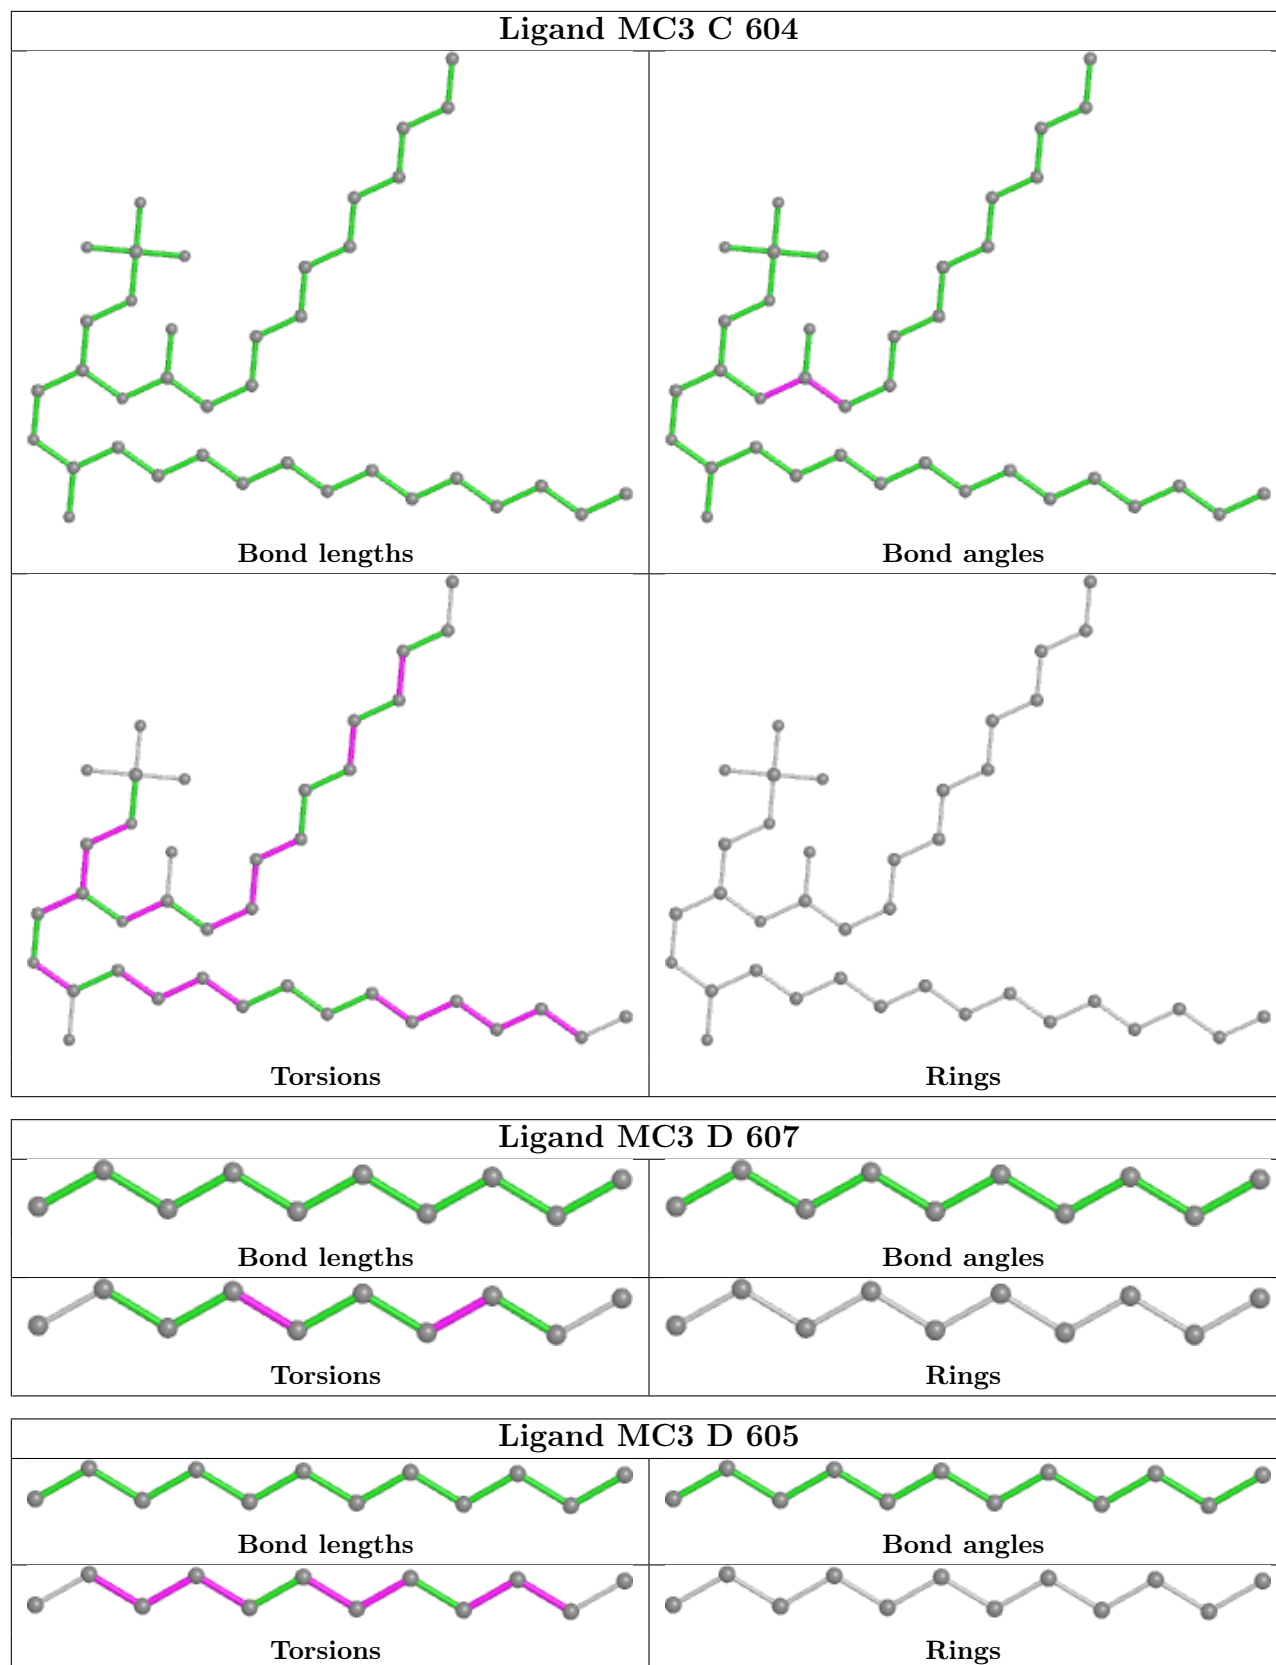 Ligand MC3 C 604
Bond lengths
Bond angles
Torsions
Rings
Ligand MC3 D 607
Bond lengths
Bond angles
Torsions
Rings
Ligand MC3 D 605
Bond lengths
Bond angles
Torsions
Rings